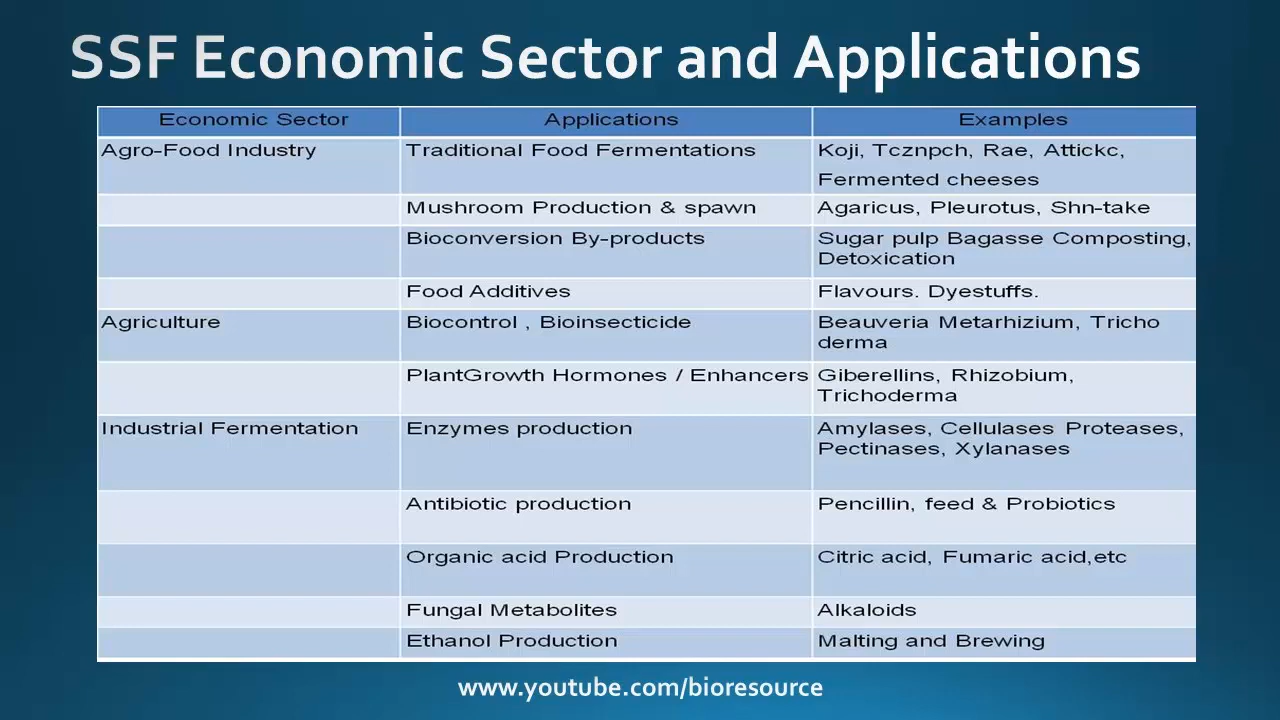 SSF Economic Sector and Applications
Economic Sector Applications Examples
Agro-Food Industry Traditional Food Fermentations Koji, Tcznpch, Rae, Attickc,
Fermented cheeses
Mushroom Production & spawn Agaricus, Pleurotus, Shn-take
Bioconversion By-products Sugar pulp Bagasse Composting,
Detoxication
Food Additives Flavours. Dyestuffs.
Agriculture Biocontrol , Bioinsecticide Beauveria Metarhizium, Tricho
derma
PlantGrowth Hormones / Enhancers Giberellins, Rhizobium,
Trichoderma
Industrial Fermentation Enzymes production Amylases, Cellulases Proteases,
Pectinases, Xylanases
Antibiotic production Pencillin, feed & Probiotics
Organic acid Production Citric acid, Fumaric acid,etc
Fungal Metabolites Alkaloids
Ethanol Production Malting and Brewing
www.youtube.com/bioresource